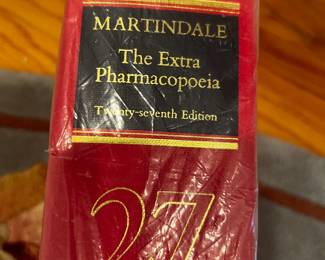 MARTINDALE
The Extra
Pharmacopoeia
Twenty-seventh Edition
27